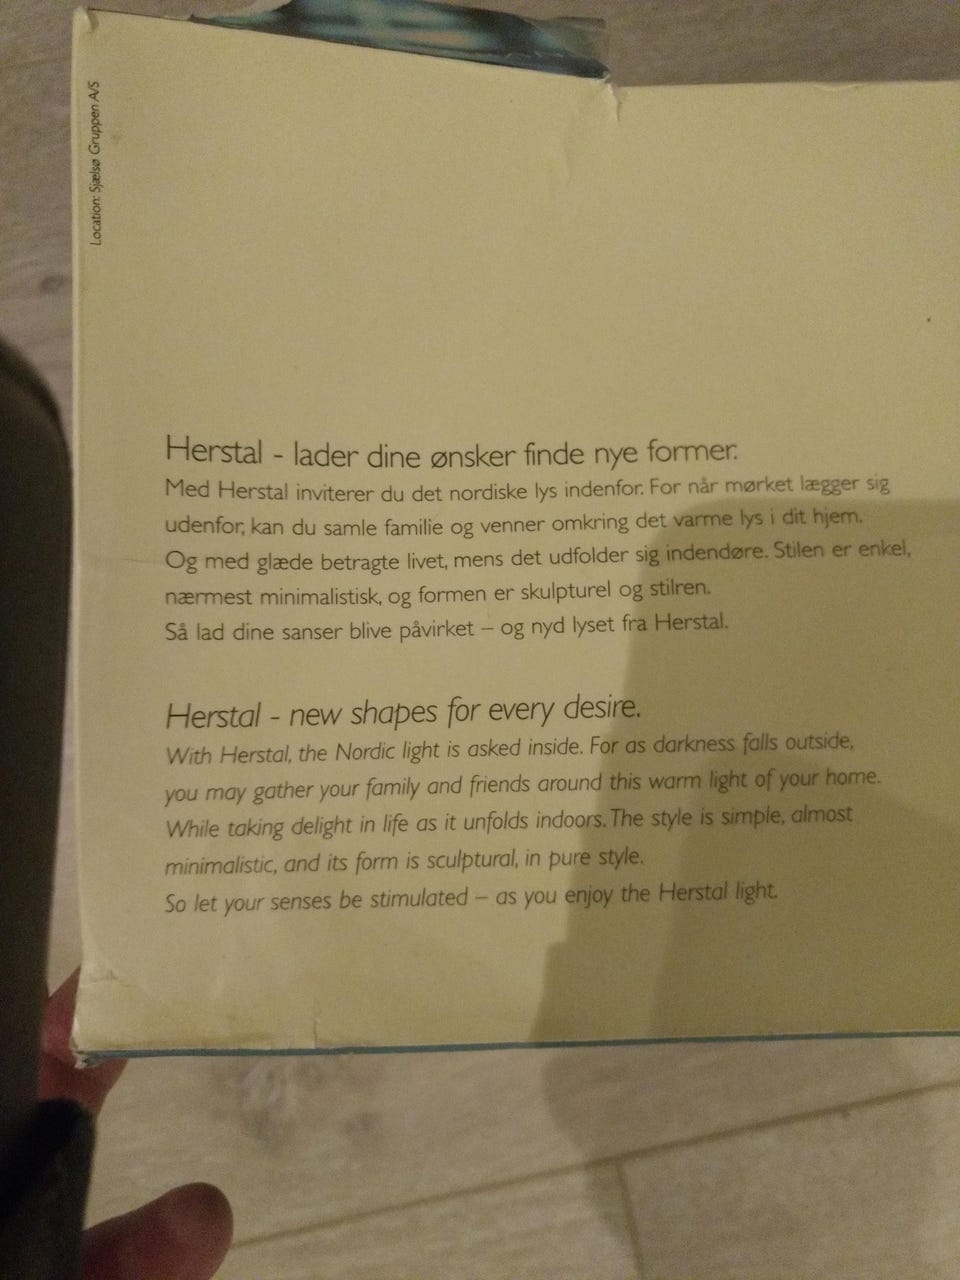 Location: Sjælsø Gruppen A/S
Herstal - lader dine ønsker finde nye former.
Med Herstal inviterer du det nordiske lys indenfor. For når mørket lægger sig
udenfor, kan du samle familie og venner omkring det varme lys i dit hjem.
Og med glæde betragte livet, mens det udfolder sig indendøre. Stilen er enkel,
nærmest minimalistisk, og formen er skulpturel og stilren.
Så lad dine sanser blive påvirket – og nyd lyset fra Herstal.
Herstal - new shapes for every desire.
With Herstal, the Nordic light is asked inside. For as darkness falls outside,
you may gather your family and friends around this warm light of your home.
While taking delight in life as it unfolds indoors. The style is simple, almost
minimalistic, and its form is sculptural, in pure style.
So let your senses be stimulated – as you enjoy the Herstal light.